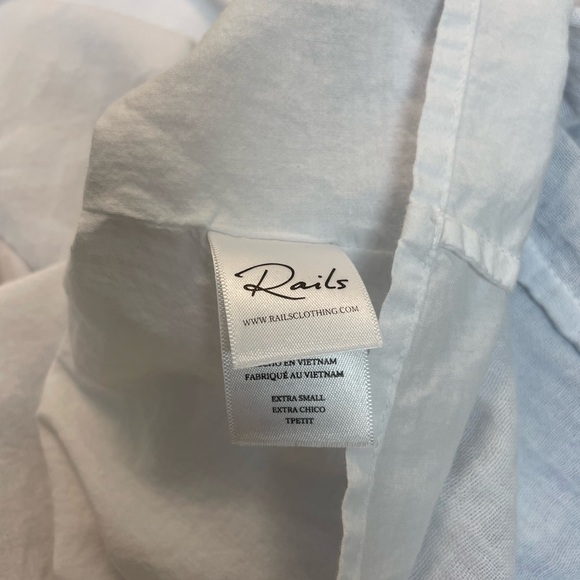 Rails
WWW.RAILSCLOTHING.COM
EN VIETNAM
FABRIQUÉ AU VIETNAM
EXTRA SMALL
EXTRA CHICO
TPETIT